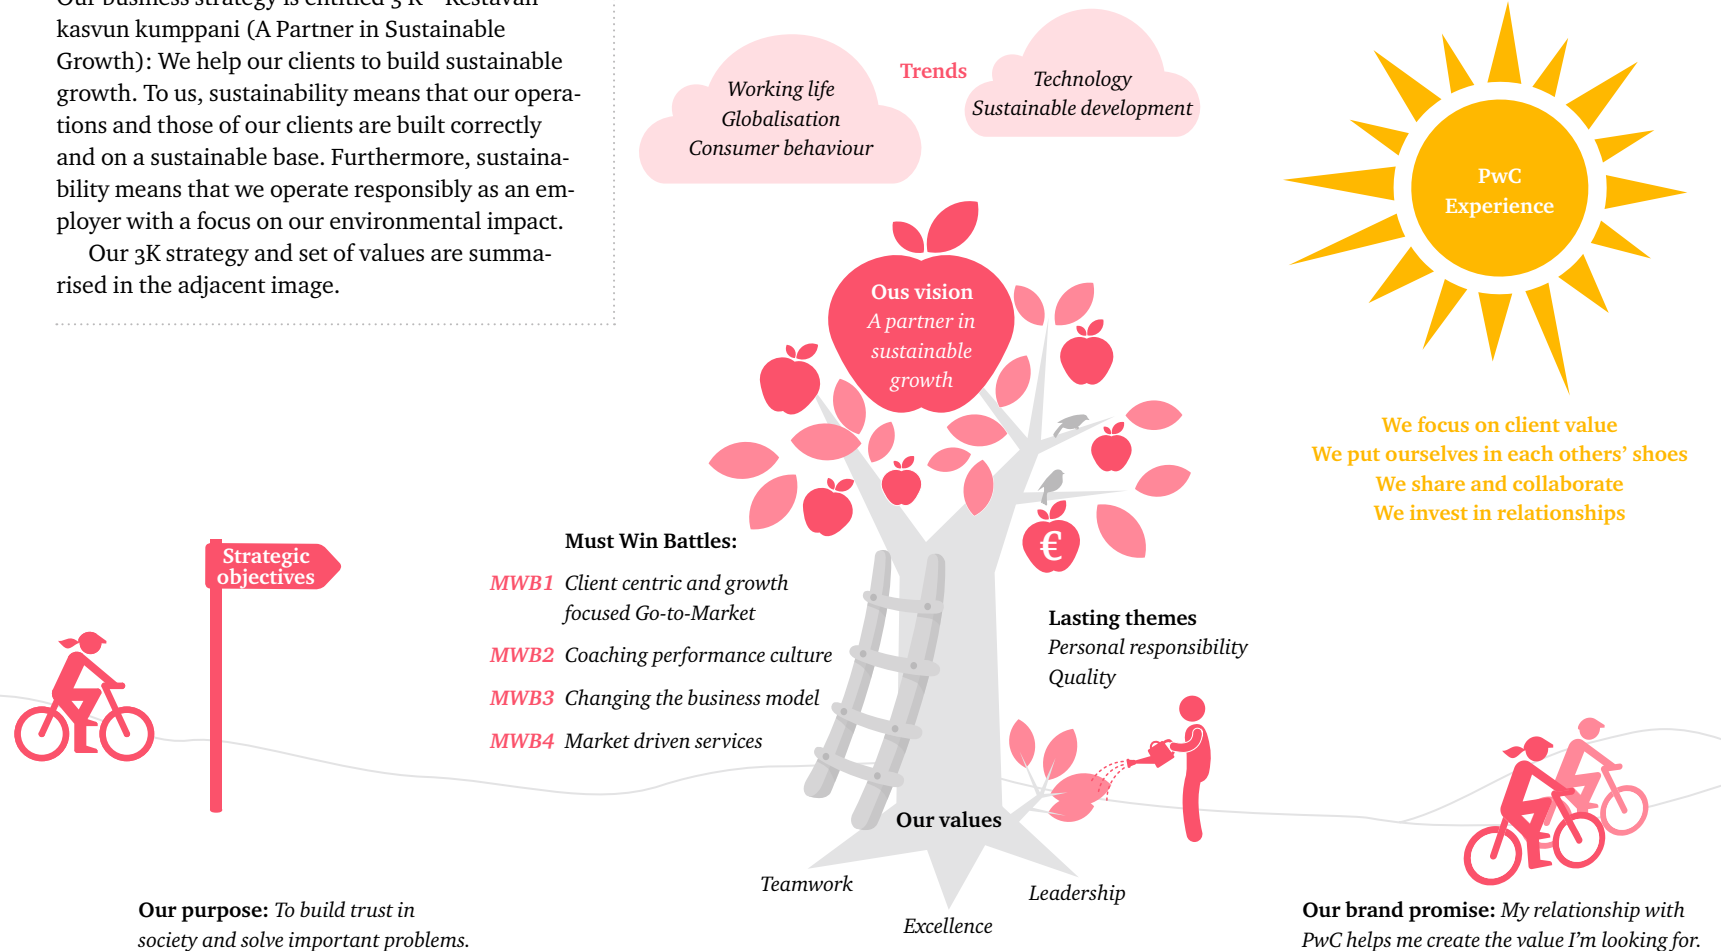 Our business strategy is entitled 3 K – Kestävän
kasvun kumppani (A Partner in Sustainable
Growth): We help our clients to build sustainable
growth. To us, sustainability means that our opera-
tions and those of our clients are built correctly
and on a sustainable base. Furthermore, sustaina-
bility means that we operate responsibly as an em-
ployer with a focus on our environmental impact.
Our 3K strategy and set of values are summa-
rised in the adjacent image.
Trends
Working life
Globalisation
Consumer behaviour
Technology
Sustainable development
PwC
Experience
We focus on client value
We put ourselves in each others’ shoes
We share and collaborate
We invest in relationships
Ous vision
A partner in
sustainable
growth
€
Strategic
objectives
Must Win Battles:
MWB1 Client centric and growth
focused Go-to-Market
MWB2 Coaching performance culture
MWB3 Changing the business model
MWB4 Market driven services
Lasting themes
Personal responsibility
Quality
Our values
Teamwork
Excellence
Leadership
Our purpose: To build trust in
society and solve important problems.
Our brand promise: My relationship with
PwC helps me create the value I’m looking for.